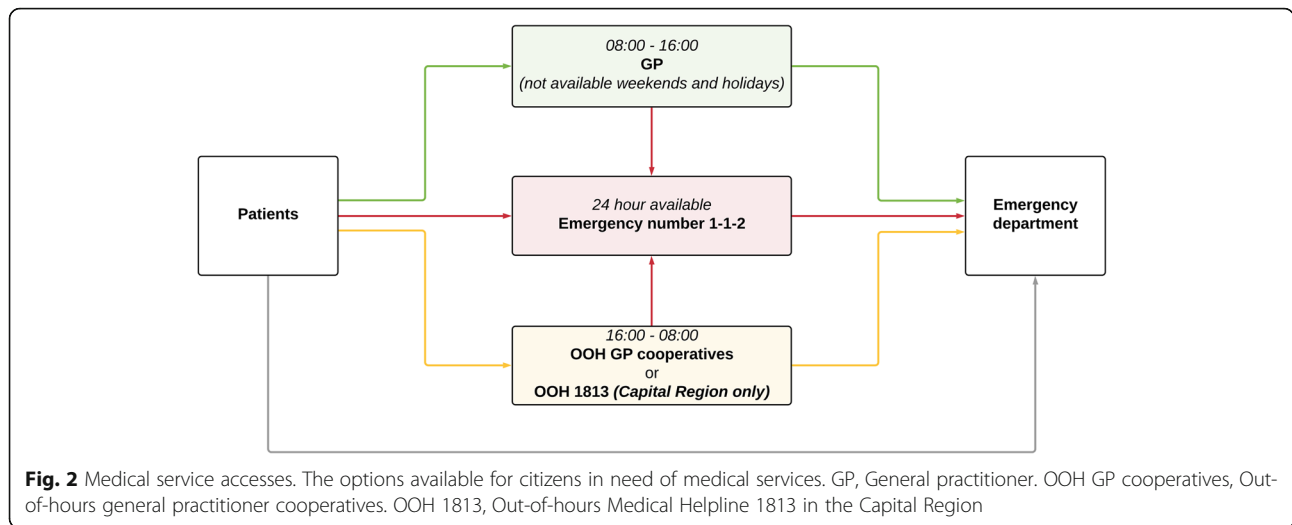 08:00 - 16:00
GP
(not available weekends and holidays)
Patients
24 hour available
Emergency number 1-1-2
Emergency
department
16:00 - 08:00
OOH GP cooperatives
or
OOH 1813 (Capital Region only)
Fig. 2 Medical service accesses. The options available for citizens in need of medical services. GP, General practitioner. OOH GP cooperatives, Out-
of-hours general practitioner cooperatives. OOH 1813, Out-of-hours Medical Helpline 1813 in the Capital Region